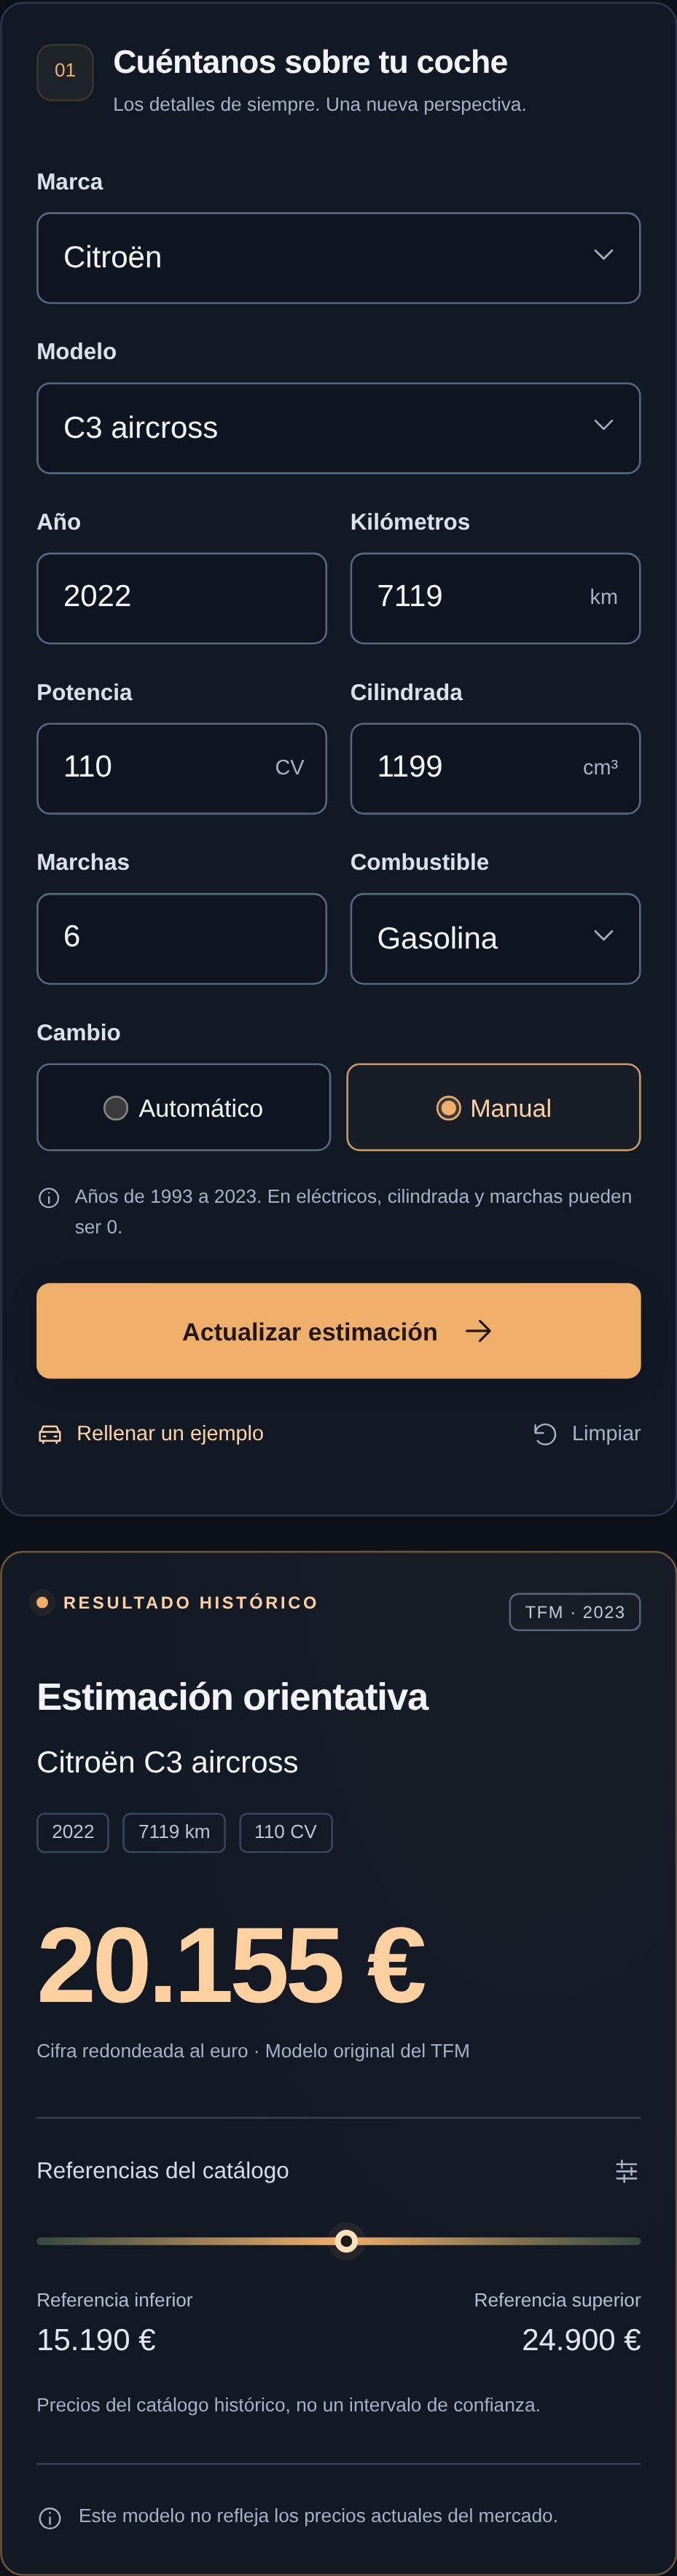 01
Cuéntanos sobre tu coche
Los detalles de siempre. Una nueva perspectiva.
Marca
Citroën
Modelo
C3 aircross
Año
Kilómetros
2022
7119 km
Potencia
Cilindrada
110 CV
1199 cm³
Marchas
Combustible
6
Gasolina
Cambio
Automático
Manual
Años de 1993 a 2023. En eléctricos, cilindrada y marchas pueden
ser 0.
Actualizar estimación
Rellenar un ejemplo
Limpiar
RESULTADO HISTÓRICO
TFM · 2023
Estimación orientativa
Citroën C3 aircross
2022
7119 km
110 CV
20.155 €
Cifra redondeada al euro · Modelo original del TFM
Referencias del catálogo
Referencia inferior
Referencia superior
15.190 €
24.900 €
Precios del catálogo histórico, no un intervalo de confianza.
Este modelo no refleja los precios actuales del mercado.